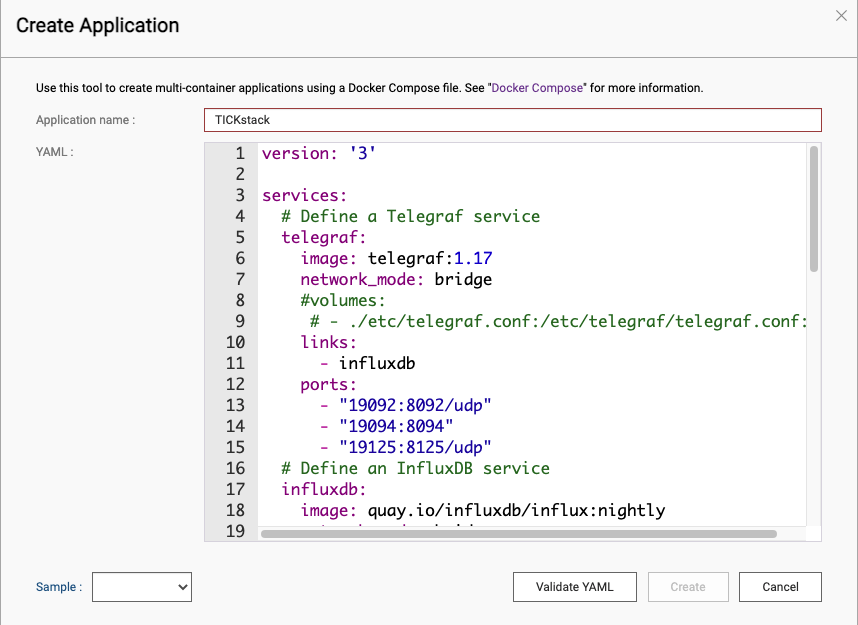 Create Application
Use this tool to create multi-container applications using a Docker Compose file. See "Docker Compose" for more information.
Application name :
TICKstack
YAML :
1 version: '3'
2
3 services:
4 # Define a Telegraf service
5 telegraf:
6 image: telegraf:1.17
7 network_mode: bridge
8 #volumes:
9 # - ./etc/telegraf.conf:/etc/telegraf/telegraf.conf:
10 links:
11 - influxdb
12 ports:
13 - "19092:8092/udp"
14 - "19094:8094"
15 - "19125:8125/udp"
16 # Define an InfluxDB service
17 influxdb:
18 image: quay.io/influxdb/influx:nightly
19
Sample :
Validate YAML
Create
Cancel